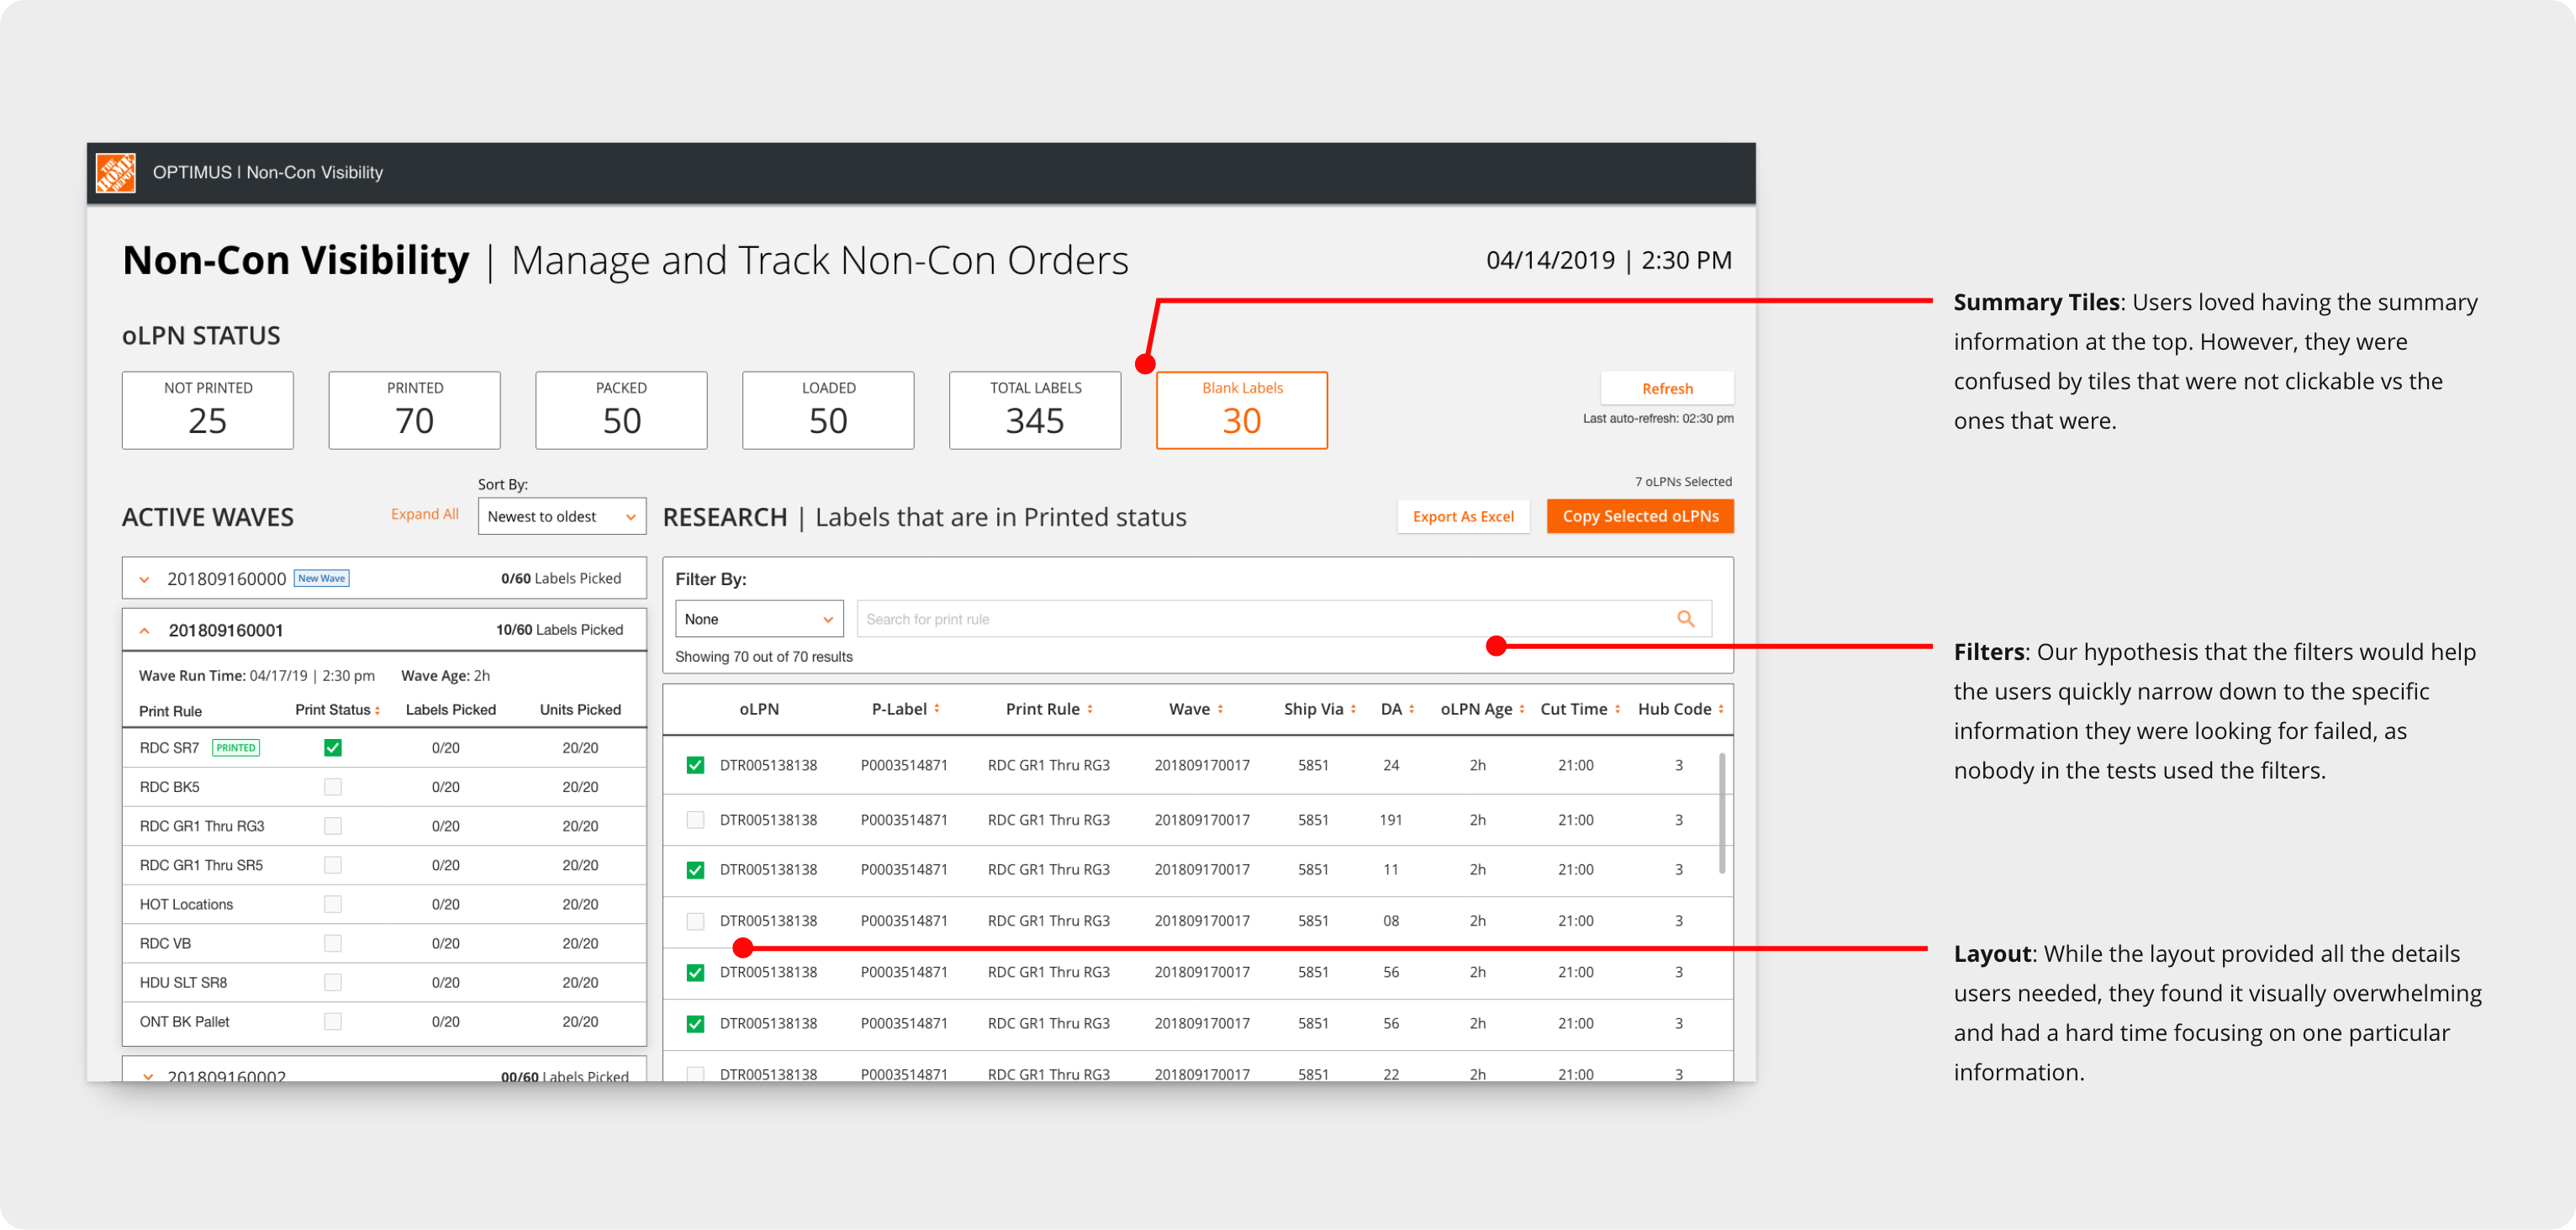 THE HOME DEPOT
OPTIMUS | Non-Con Visibility
Non-Con Visibility | Manage and Track Non-Con Orders
04/14/2019 | 2:30 PM
oLPN STATUS
NOT PRINTED
25
PRINTED
70
PACKED
50
LOADED
50
TOTAL LABELS
345
Blank Labels
30
Refresh
Last auto-refresh: 02:30 pm
ACTIVE WAVES
Expand All
Sort By:
Newest to oldest
201809160000 New Wave 0/60 Labels Picked
201809160001 10/60 Labels Picked
Wave Run Time: 04/17/19 | 2:30 pm Wave Age: 2h
Print Rule Print Status Labels Picked Units Picked
RDC SR7 PRINTED 0/20 20/20
RDC BK5 0/20 20/20
RDC GR1 Thru RG3 0/20 20/20
RDC GR1 Thru SR5 0/20 20/20
HOT Locations 0/20 20/20
RDC VB 0/20 20/20
HDU SLT SR8 0/20 20/20
ONT BK Pallet 0/20 20/20
201809160002 00/60 Labels Picked
RESEARCH | Labels that are in Printed status
7 oLPNs Selected
Export As Excel
Copy Selected oLPNs
Filter By:
None
Search for print rule
Showing 70 out of 70 results
oLPN P-Label Print Rule Wave Ship Via DA oLPN Age Cut Time Hub Code
DTR005138138 P0003514871 RDC GR1 Thru RG3 201809170017 5851 24 2h 21:00 3
DTR005138138 P0003514871 RDC GR1 Thru RG3 201809170017 5851 191 2h 21:00 3
DTR005138138 P0003514871 RDC GR1 Thru RG3 201809170017 5851 11 2h 21:00 3
DTR005138138 P0003514871 RDC GR1 Thru RG3 201809170017 5851 08 2h 21:00 3
DTR005138138 P0003514871 RDC GR1 Thru RG3 201809170017 5851 56 2h 21:00 3
DTR005138138 P0003514871 RDC GR1 Thru RG3 201809170017 5851 56 2h 21:00 3
DTR005138138 P0003514871 RDC GR1 Thru RG3 201809170017 5851 22 2h 21:00 3
Summary Tiles: Users loved having the summary
information at the top. However, they were
confused by tiles that were not clickable vs the
ones that were.
Filters: Our hypothesis that the filters would help
the users quickly narrow down to the specific
information they were looking for failed, as
nobody in the tests used the filters.
Layout: While the layout provided all the details
users needed, they found it visually overwhelming
and had a hard time focusing on one particular
information.